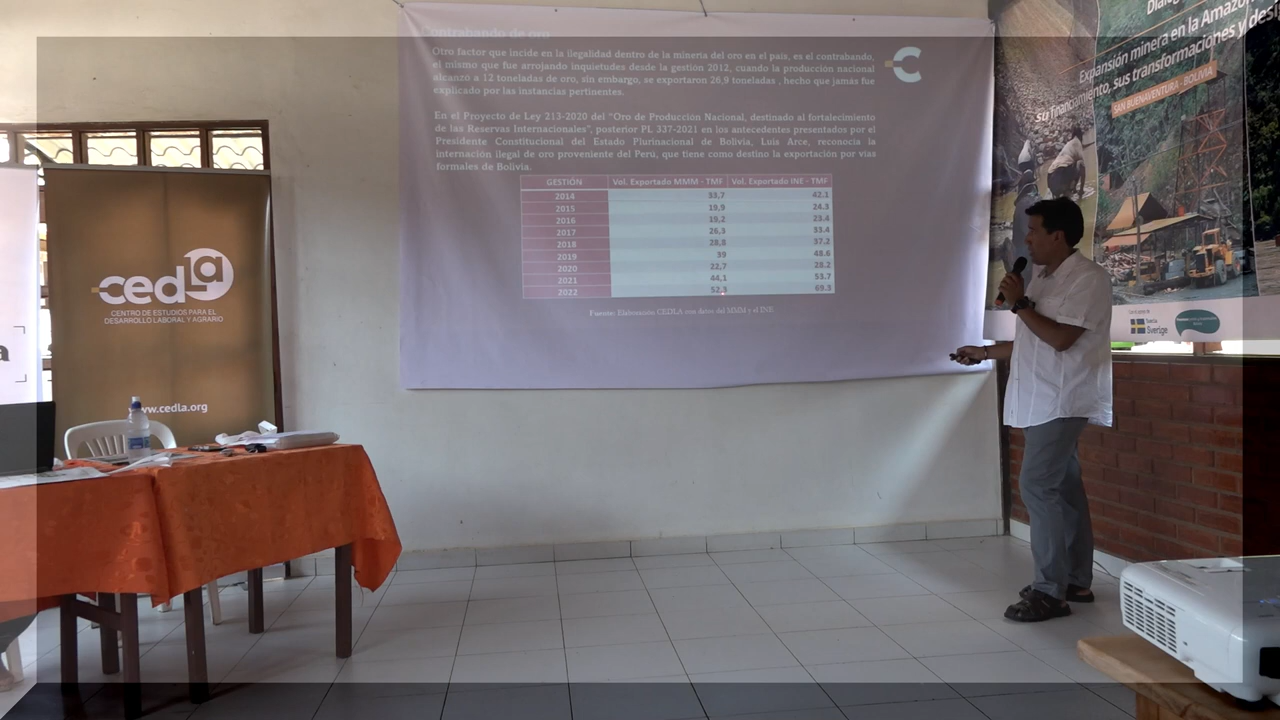 Contrabando de oro
Otro factor que incide en la ilegalidad dentro de la minería del oro en el país, es el contrabando,
el mismo que fue arrojando inquietudes desde la gestión 2012, cuando la producción nacional
alcanzó a 12 toneladas de oro, sin embargo, se exportaron 26,9 toneladas , hecho que jamás fue
explicado por las instancias pertinentes.
En el Proyecto de Ley 213-2020 del "Oro de Producción Nacional, destinado al fortalecimiento
de las Reservas Internacionales", posterior PL 337-2021 en los antecedentes presentados por el
Presidente Constitucional del Estado Plurinacional de Bolivia, Luis Arce, reconocía la
internación ilegal de oro proveniente del Perú, que tiene como destino la exportación por vías
formales de Bolivia.
GESTIÓN Vol. Exportado MMM - TMF Vol. Exportado INE - TMF
2014 33,7 42.1
2015 19,9 24.3
2016 19,2 23.4
2017 26,3 33.4
2018 28,8 37.2
2019 39 48.6
2020 22,7 28.2
2021 44,1 53.7
2022 52,3 69.3
Fuente: Elaboración CEDLA con datos del MMM y el INE
cedla
CENTRO DE ESTUDIOS PARA EL
DESARROLLO LABORAL Y AGRARIO
www.cedla.org
a
Expansión minera en la Amazon
su financiamiento, sus transformaciones y desi
SAN BUENAVENTURA - BOLIVIA
Suecia
Sverige